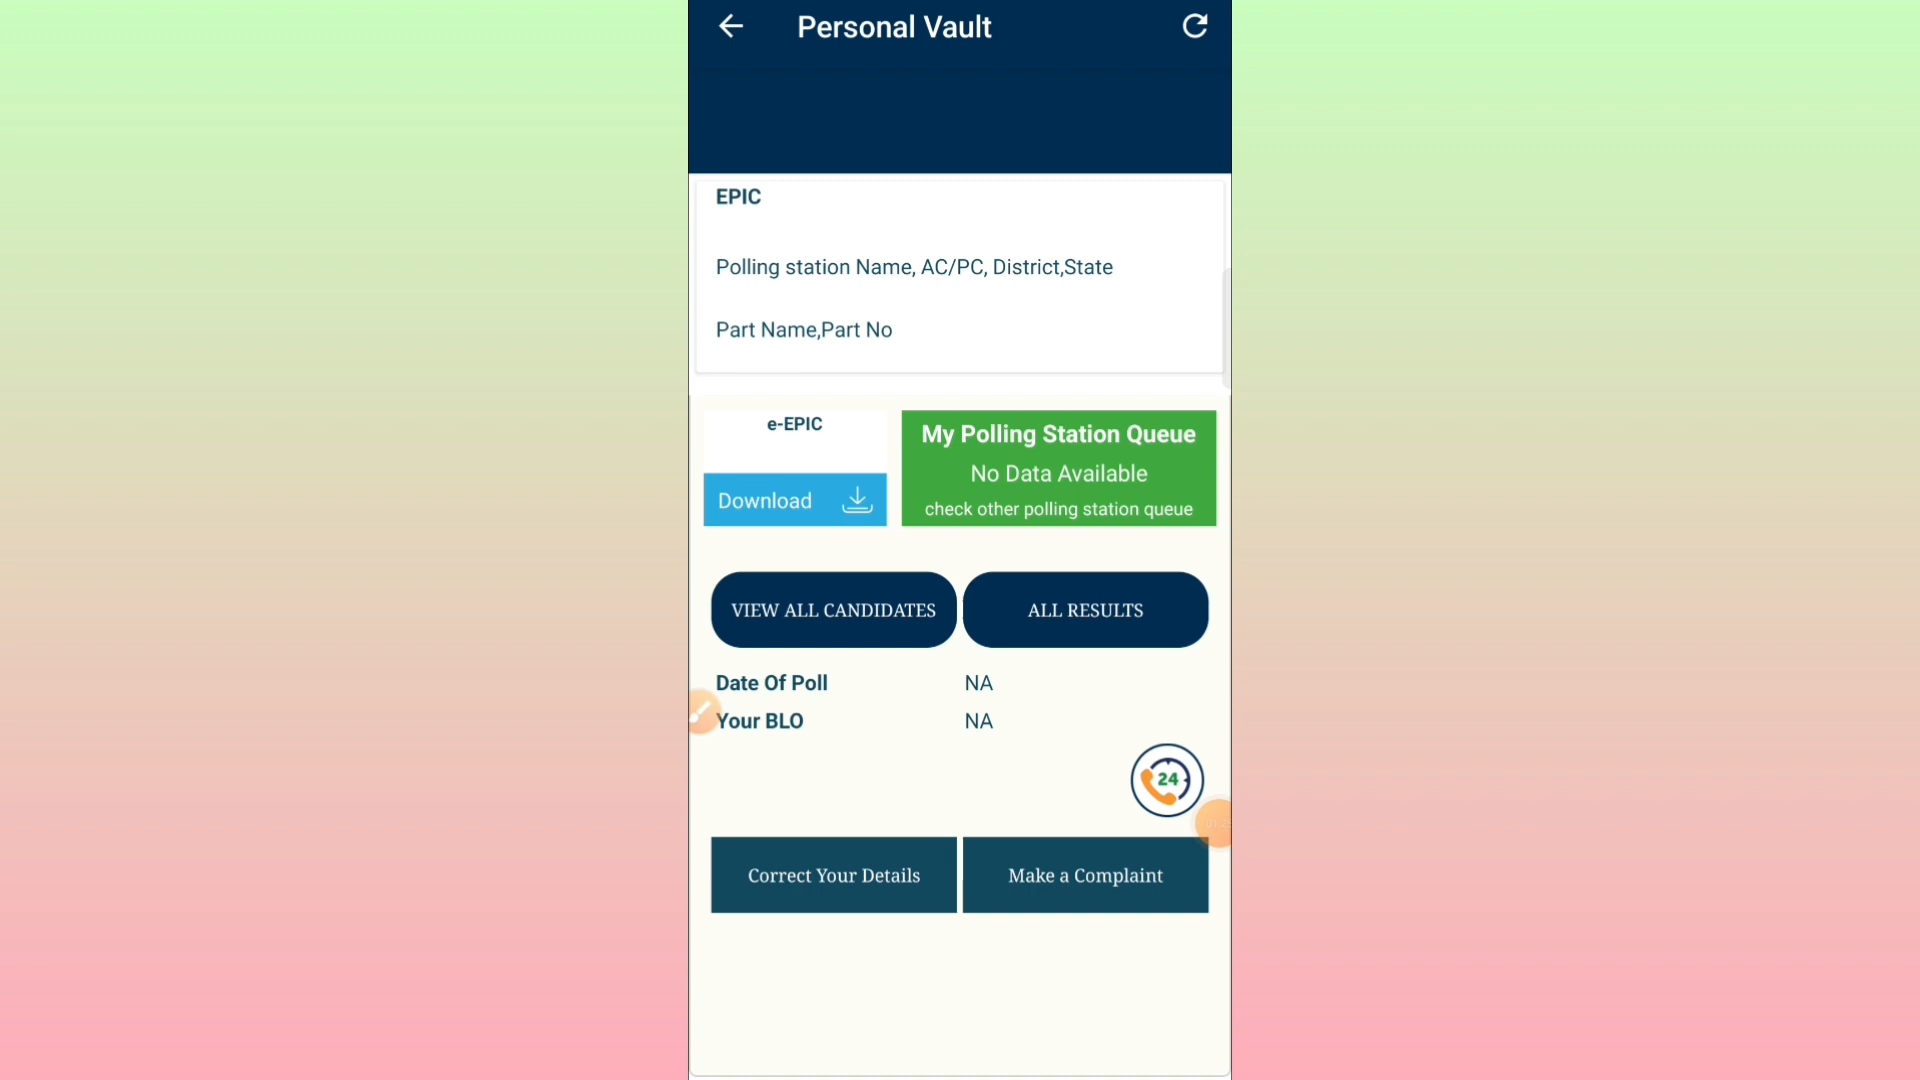 Personal Vault
EPIC
Polling station Name, AC/PC, District,State
Part Name,Part No
e-EPIC
Download
My Polling Station Queue
No Data Available
check other polling station queue
VIEW ALL CANDIDATES
ALL RESULTS
Date Of Poll NA
Your BLO NA
24
Correct Your Details
Make a Complaint